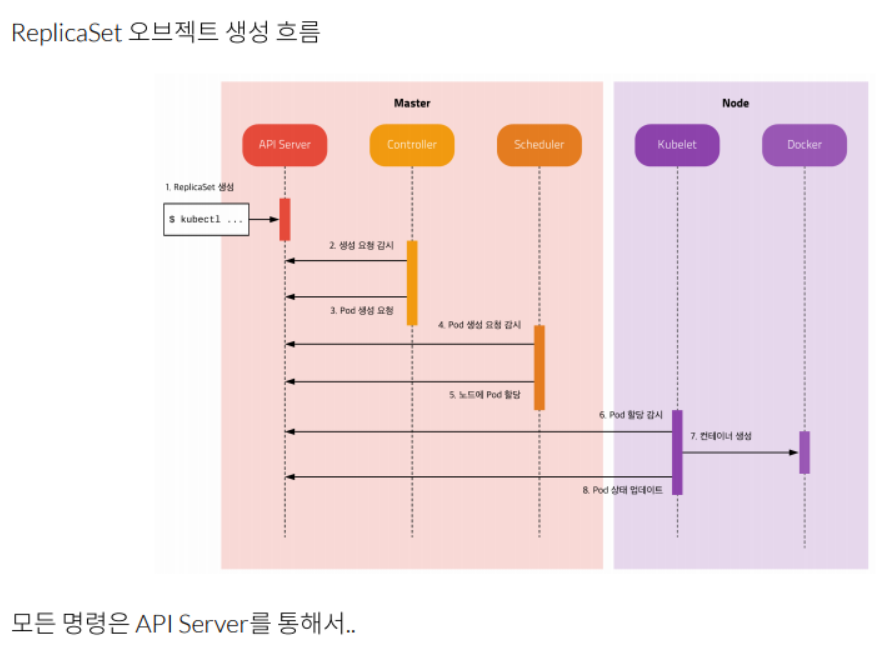 ReplicaSet 오브젝트 생성 흐름
Master
Node
API Server
Controller
Scheduler
Kubelet
Docker
1. ReplicaSet 생성
$ kubectl ...
2. 생성 요청 감시
3. Pod 생성 요청
4. Pod 생성 요청 감시
5. 노드에 Pod 할당
6. Pod 할당 감시
7. 컨테이너 생성
8. Pod 상태 업데이트
모든 명령은 API Server를 통해서..